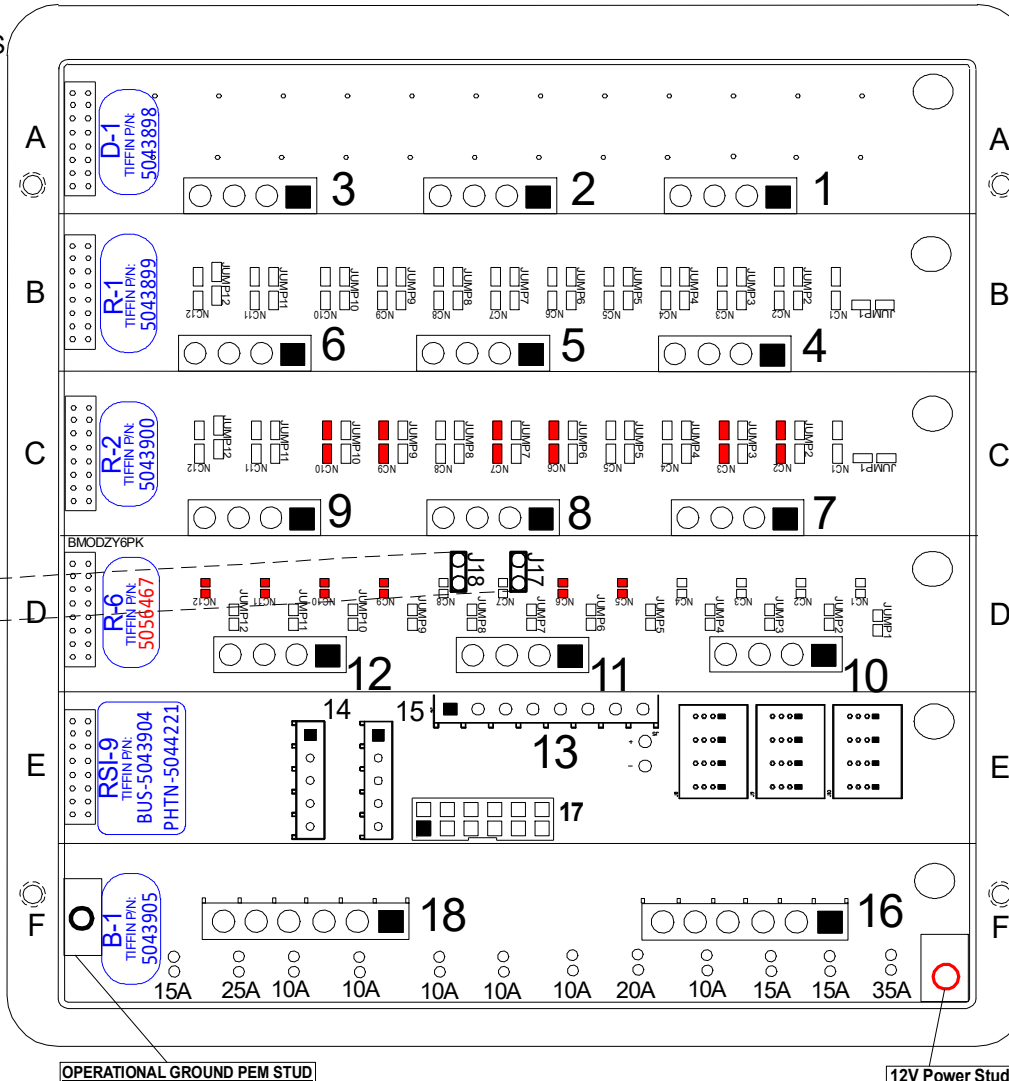 S
A
D-1
TIFFIN P/N:
5043898
3
2
1
A
B
R-1
TIFFIN P/N:
5043899
JUMP12
JUMP11
JUMP10
JUMP9
JUMP8
JUMP7
JUMP6
JUMP5
JUMP4
JUMP3
JUMP2
JUMP1
NC12
NC11
NC10
NC9
NC8
NC7
NC6
NC5
NC4
NC3
NC2
NC1
6
5
4
B
C
R-2
TIFFIN P/N:
5043900
JUMP12
JUMP11
JUMP10
JUMP9
JUMP8
JUMP7
JUMP6
JUMP5
JUMP4
JUMP3
JUMP2
JUMP1
NC12
NC11
NC10
NC9
NC8
NC7
NC6
NC5
NC4
NC3
NC2
NC1
9
8
7
C
BMODZY6PK
D
R-6
TIFFIN P/N:
5056467
J18
J17
NC12
NC11
NC10
NC9
NC8
NC7
NC6
NC5
NC4
NC3
NC2
NC1
JUMP12
JUMP11
JUMP10
JUMP9
JUMP8
JUMP7
JUMP6
JUMP5
JUMP4
JUMP3
JUMP2
JUMP1
12
11
10
D
E
RSI-9
TIFFIN P/N:
BUS-5043904
PHTN-5044221
14
15
13
+
-
17
E
F
B-1
TIFFIN P/N:
5043905
18
16
F
15A 25A 10A 10A 10A 10A 10A 20A 10A 15A 15A 35A
OPERATIONAL GROUND PEM STUD
12V Power Stud